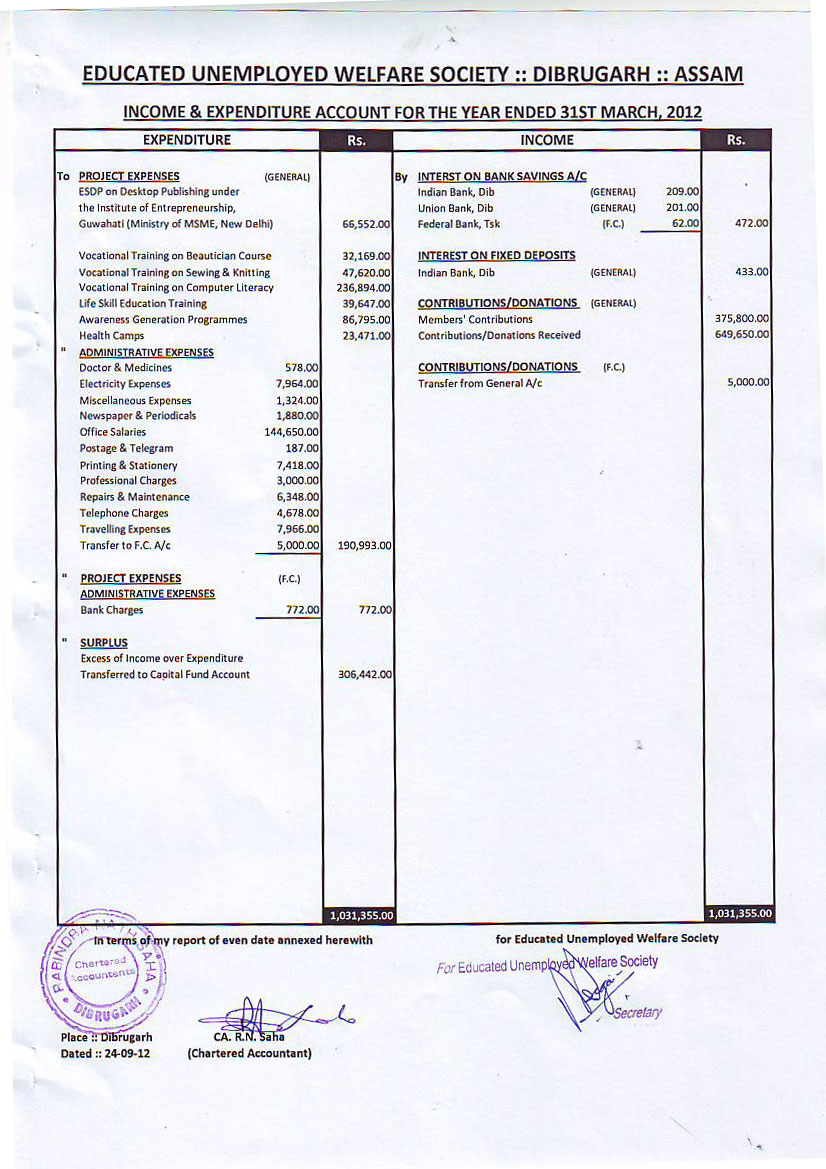 EDUCATED UNEMPLOYED WELFARE SOCIETY :: DIBRUGARH :: ASSAM
INCOME & EXPENDITURE ACCOUNT FOR THE YEAR ENDED 31ST MARCH, 2012
EXPENDITURE Rs. INCOME Rs.
To PROJECT EXPENSES (GENERAL) By INTERST ON BANK SAVINGS A/C
ESDP on Desktop Publishing under Indian Bank, Dib (GENERAL) 209.00
the Institute of Entrepreneurship, Union Bank, Dib (GENERAL) 201.00
Guwahati (Ministry of MSME, New Delhi) 66,552.00 Federal Bank, Tsk (F.C.) 62.00 472.00
Vocational Training on Beautician Course 32,169.00 INTEREST ON FIXED DEPOSITS
Vocational Training on Sewing & Knitting 47,620.00 Indian Bank, Dib (GENERAL) 433.00
Vocational Training on Computer Literacy 236,894.00
Life Skill Education Training 39,647.00 CONTRIBUTIONS/DONATIONS (GENERAL)
Awareness Generation Programmes 86,795.00 Members' Contributions 375,800.00
Health Camps 23,471.00 Contributions/Donations Received 649,650.00
" ADMINISTRATIVE EXPENSES
Doctor & Medicines 578.00 CONTRIBUTIONS/DONATIONS (F.C.)
Electricity Expenses 7,964.00 Transfer from General A/c 5,000.00
Miscellaneous Expenses 1,324.00
Newspaper & Periodicals 1,880.00
Office Salaries 144,650.00
Postage & Telegram 187.00
Printing & Stationery 7,418.00
Professional Charges 3,000.00
Repairs & Maintenance 6,348.00
Telephone Charges 4,678.00
Travelling Expenses 7,966.00
Transfer to F.C. A/c 5,000.00 190,993.00
" PROJECT EXPENSES (F.C.)
ADMINISTRATIVE EXPENSES
Bank Charges 772.00 772.00
" SURPLUS
Excess of Income over Expenditure
Transferred to Capital Fund Account 306,442.00
1,031,355.00 1,031,355.00
In terms of my report of even date annexed herewith for Educated Unemployed Welfare Society
RABINDRA NATH SAHA
Chartered
Accountants
DIBRUGARH
For Educated Unemployed Welfare Society
Secretary
Place :: Dibrugarh CA. R.N. Saha
Dated :: 24-09-12 (Chartered Accountant)